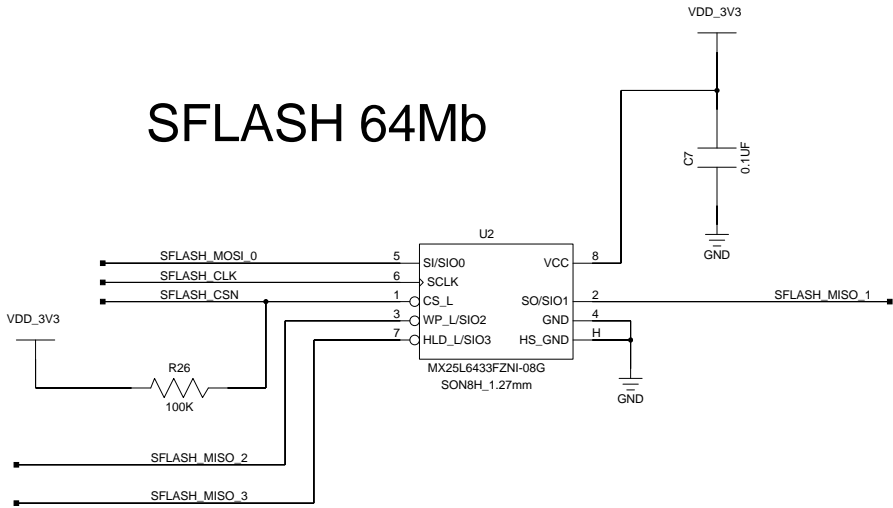 VDD_3V3
SFLASH 64Mb
C7
0.1UF
GND
U2
SFLASH_MOSI_0 5 SI/SIO0 VCC 8
SFLASH_CLK 6 SCLK
SFLASH_CSN 1 CS_L SO/SIO1 2 SFLASH_MISO_1
3 WP_L/SIO2 GND 4
7 HLD_L/SIO3 HS_GND H
VDD_3V3
MX25L6433FZNI-08G
SON8H_1.27mm
GND
R26
100K
SFLASH_MISO_2
SFLASH_MISO_3